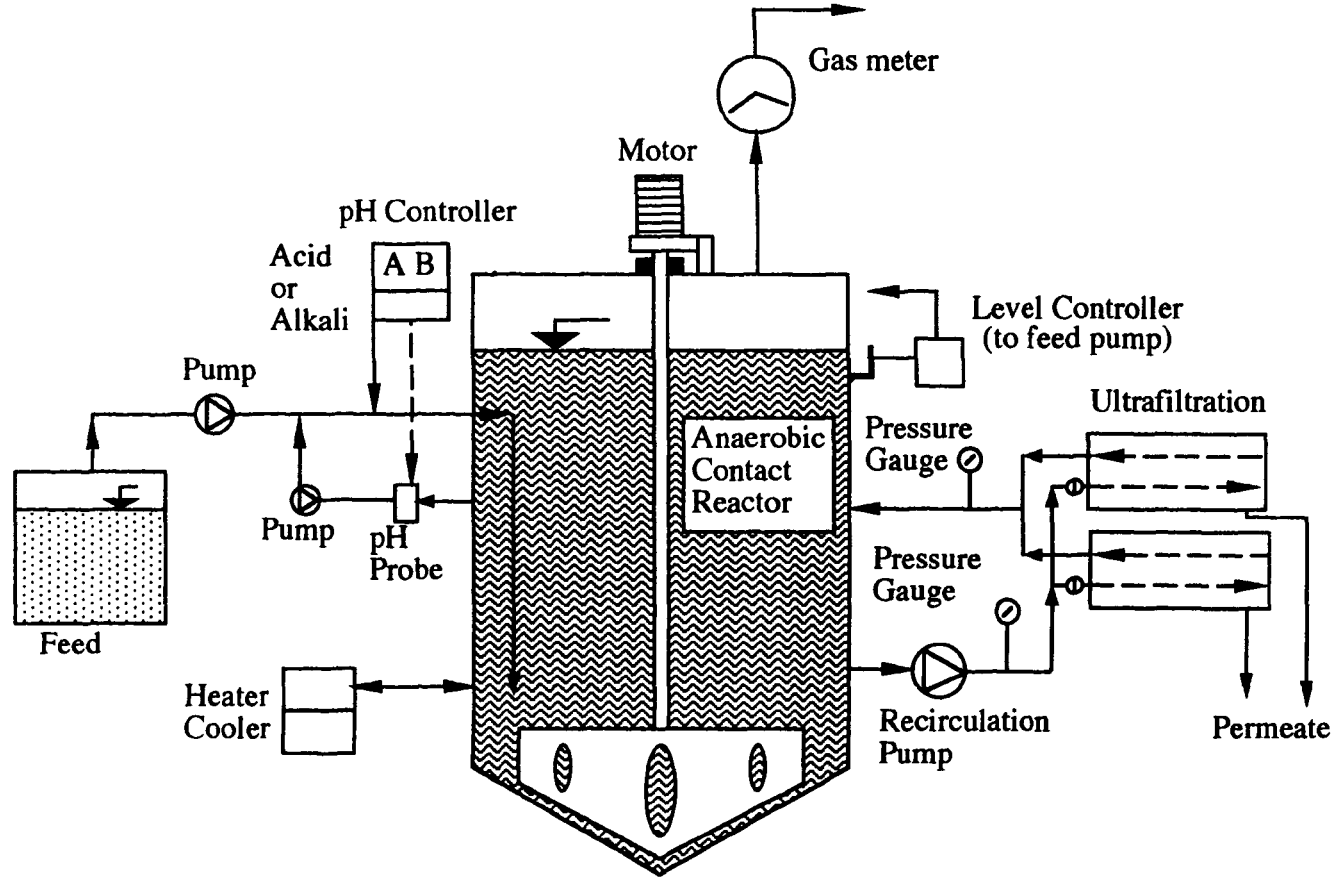 Gas meter
Motor
pH Controller
Acid
or
Alkali
A B
Level Controller
(to feed pump)
Pump
Ultrafiltration
Anaerobic
Contact
Reactor
Pressure
Gauge
Pump
pH
Probe
Pressure
Gauge
Feed
Heater
Cooler
Recirculation
Pump
Permeate